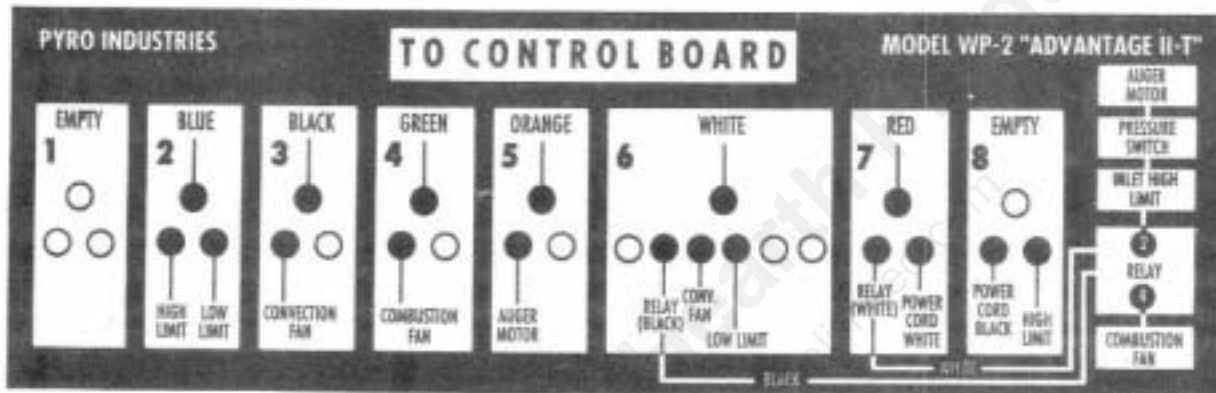 PYRO INDUSTRIES
TO CONTROL BOARD
MODEL WP-2 "ADVANTAGE II-T"
EMPTY
1
BLUE
2
HIGH LIMIT
LOW LIMIT
BLACK
3
CONVECTION FAN
GREEN
4
COMBUSTION FAN
ORANGE
5
AUGER MOTOR
WHITE
6
RELAY (BLACK)
CONV. FAN
LOW LIMIT
RED
7
RELAY (WHITE)
POWER CORD WHITE
EMPTY
8
POWER CORD BLACK
HIGH LIMIT
AUGER MOTOR
PRESSURE SWITCH
INLET HIGH LIMIT
2
RELAY
4
COMBUSTION FAN
WHITE
BLACK